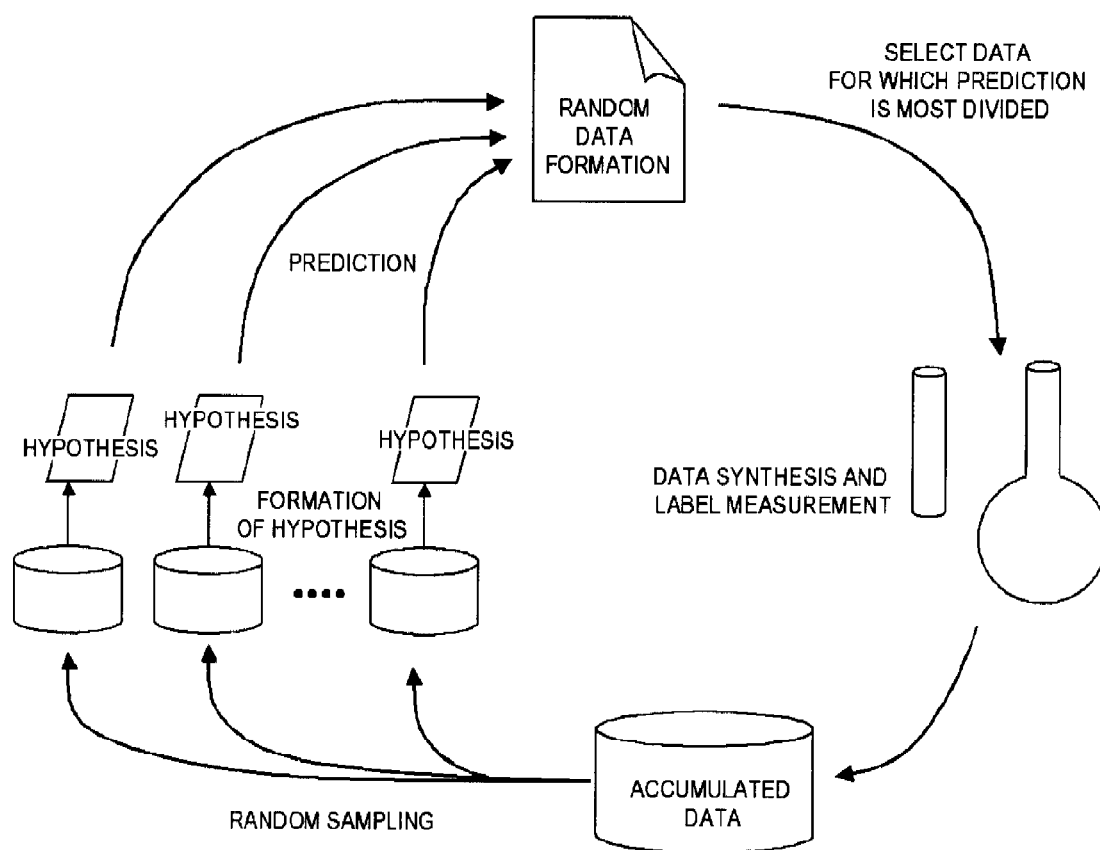 SELECT DATA
FOR WHICH PREDICTION
IS MOST DIVIDED
RANDOM
DATA
FORMATION
PREDICTION
HYPOTHESIS
HYPOTHESIS
HYPOTHESIS
FORMATION
OF HYPOTHESIS
DATA SYNTHESIS AND
LABEL MEASUREMENT
ACCUMULATED
DATA
RANDOM SAMPLING